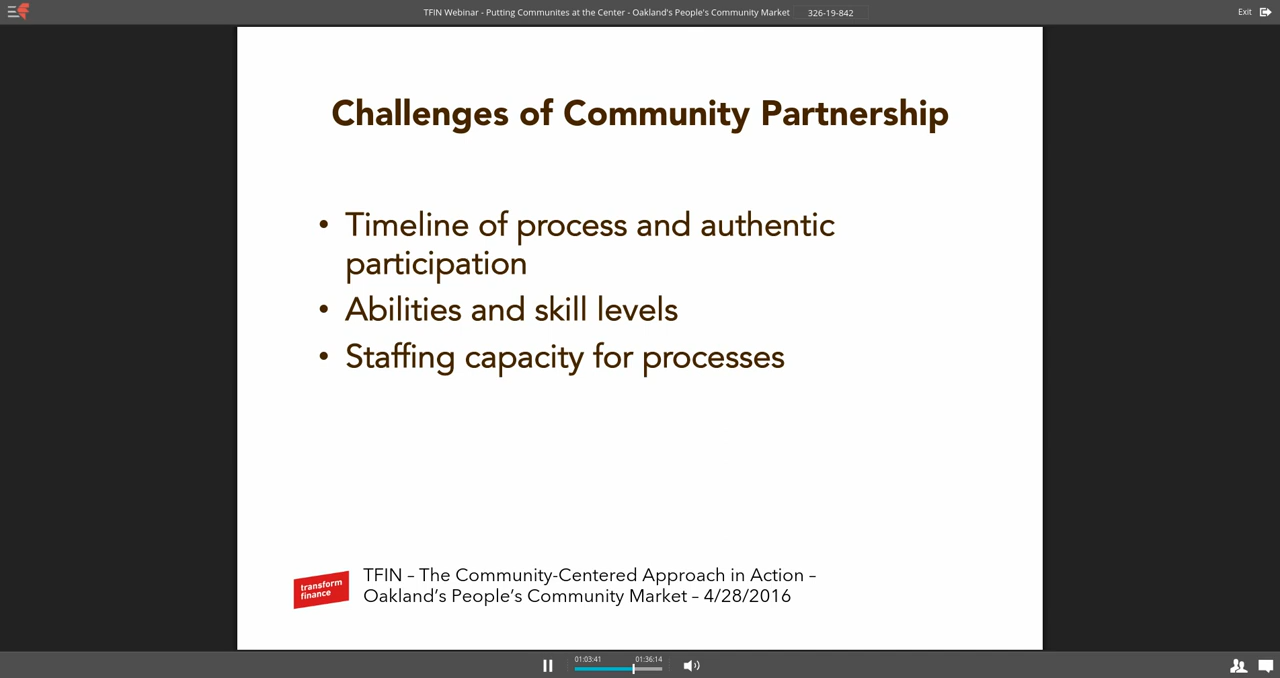 TFIN Webinar - Putting Communites at the Center - Oakland's People's Community Market 326-19-842
Exit
Challenges of Community Partnership
• Timeline of process and authentic
participation
• Abilities and skill levels
• Staffing capacity for processes
transform
finance
TFIN – The Community-Centered Approach in Action –
Oakland’s People’s Community Market – 4/28/2016
01:03:41 01:36:14